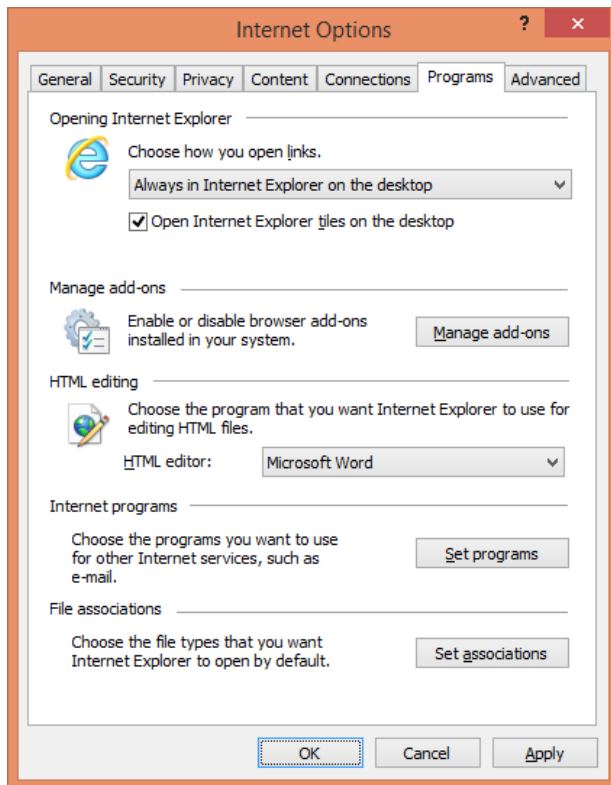 Internet Options ? ×
General Security Privacy Content Connections Programs Advanced
Opening Internet Explorer
Choose how you open links.
Always in Internet Explorer on the desktop
Open Internet Explorer tiles on the desktop
Manage add-ons
Enable or disable browser add-ons
installed in your system.
Manage add-ons
HTML editing
Choose the program that you want Internet Explorer to use for
editing HTML files.
HTML editor: Microsoft Word
Internet programs
Choose the programs you want to use
for other Internet services, such as
e-mail.
Set programs
File associations
Choose the file types that you want
Internet Explorer to open by default.
Set associations
OK Cancel Apply